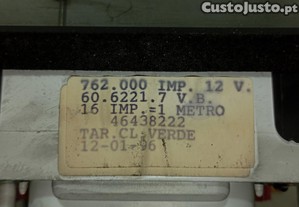 CustoJusto.pt
762.000 IMP. 12 V.
60.6221.7 V.B.
16 IMP.=1 METRO
46438222
TAR.CL.VERDE
12-01-96